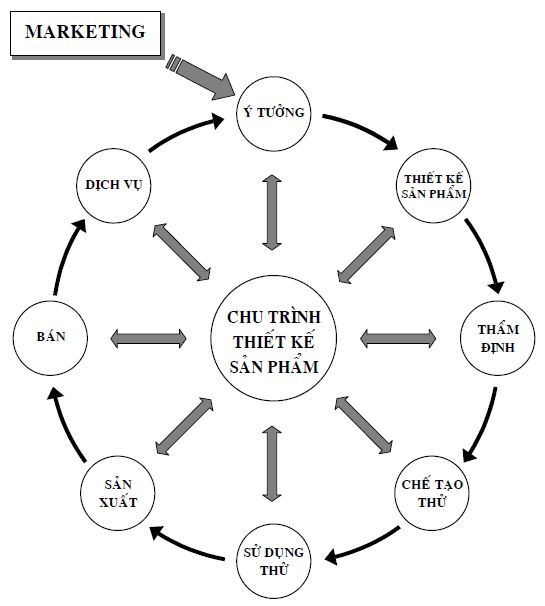 MARKETING
Ý TƯỞNG
THIẾT KẾ
SẢN PHẨM
THẨM
ĐỊNH
CHẾ TẠO
THỬ
SỬ DỤNG
THỬ
SẢN
XUẤT
BÁN
DỊCH VỤ
CHU TRÌNH
THIẾT KẾ
SẢN PHẨM